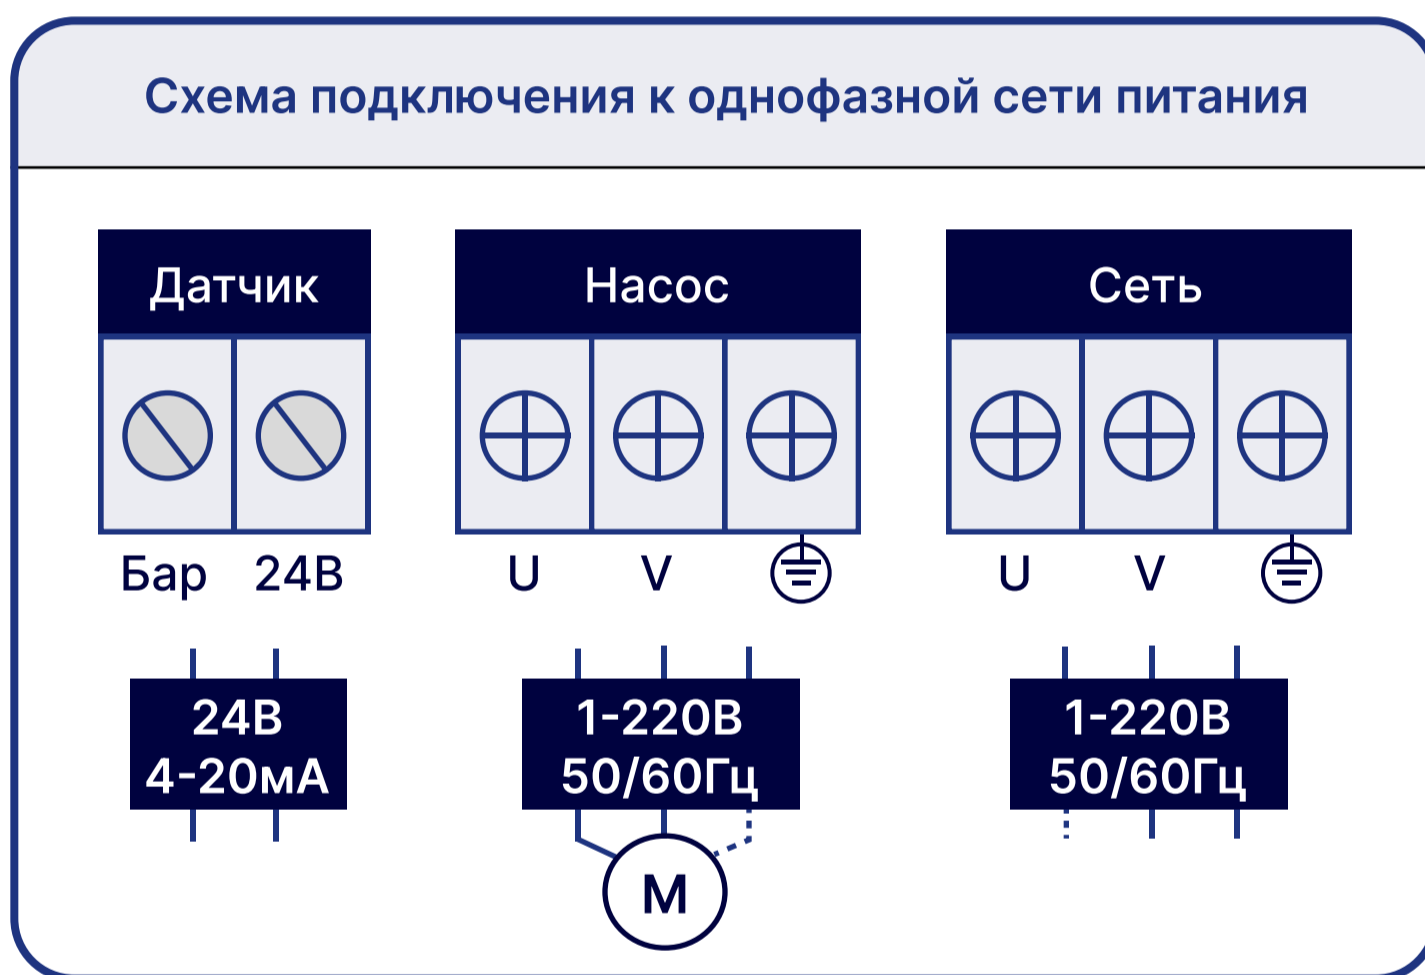 Схема подключения к однофазной сети питания
Датчик
Насос
Сеть
Бар 24В
U V
U V
24В
4-20мА
1-220В
50/60Гц
1-220В
50/60Гц
М